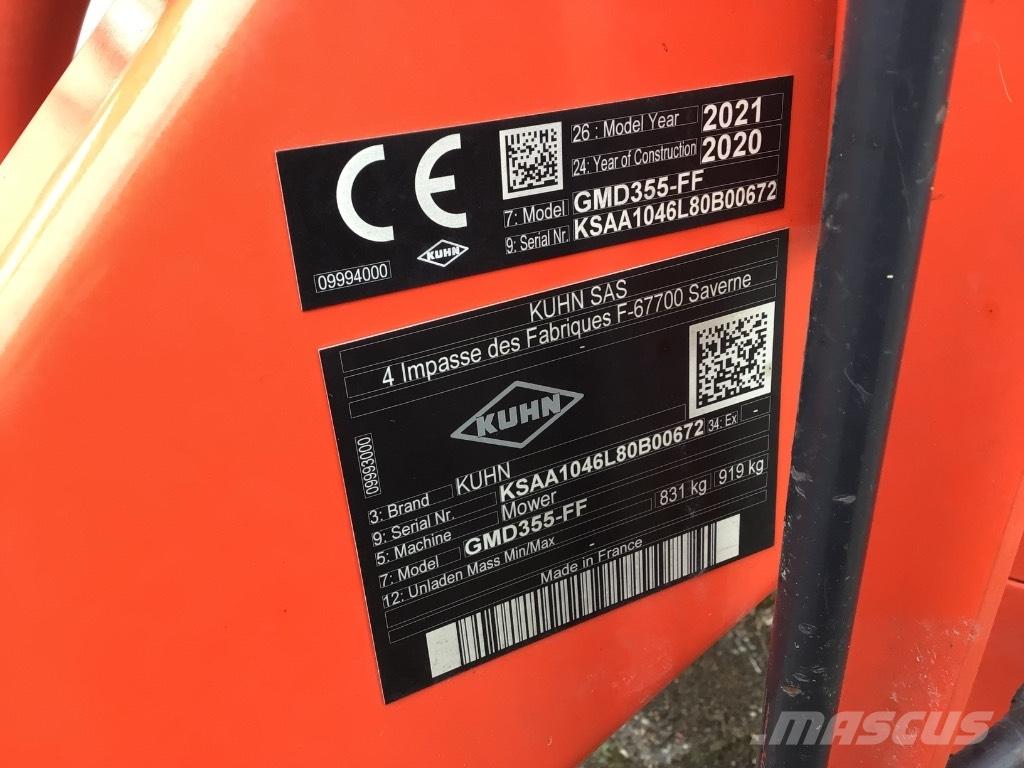 CE
26 : Model Year 2021
24: Year of Construction 2020
7: Model GMD355-FF
9: Serial Nr. KSAA1046L80B00672
KUHN
09994000
KUHN SAS
4 Impasse des Fabriques F-67700 Saverne
-
KUHN
09993000
34: Ex -
3: Brand KUHN
9: Serial Nr. KSAA1046L80B00672
5: Machine Mower
7: Model GMD355-FF
12: Unladen Mass Min/Max 831 kg 919 kg
-
Made in France
MASCUS